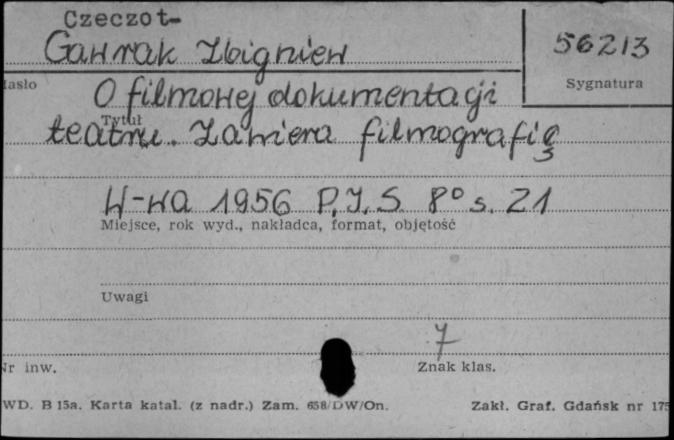 Czeczot-
Gawrak Zbigniew
56213
Hasło
Sygnatura
O filmowej dokumentacji
Tytuł
teatru. Zawiera filmografię
W-wa 1956 P.I.S. 8° s. 21
Miejsce, rok wyd., nakładca, format, objętość
Uwagi
7
Nr inw.
Znak klas.
WD. B 15a. Karta katal. (z nadr.) Zam. 658/DW/On.
Zakł. Graf. Gdańsk nr 175